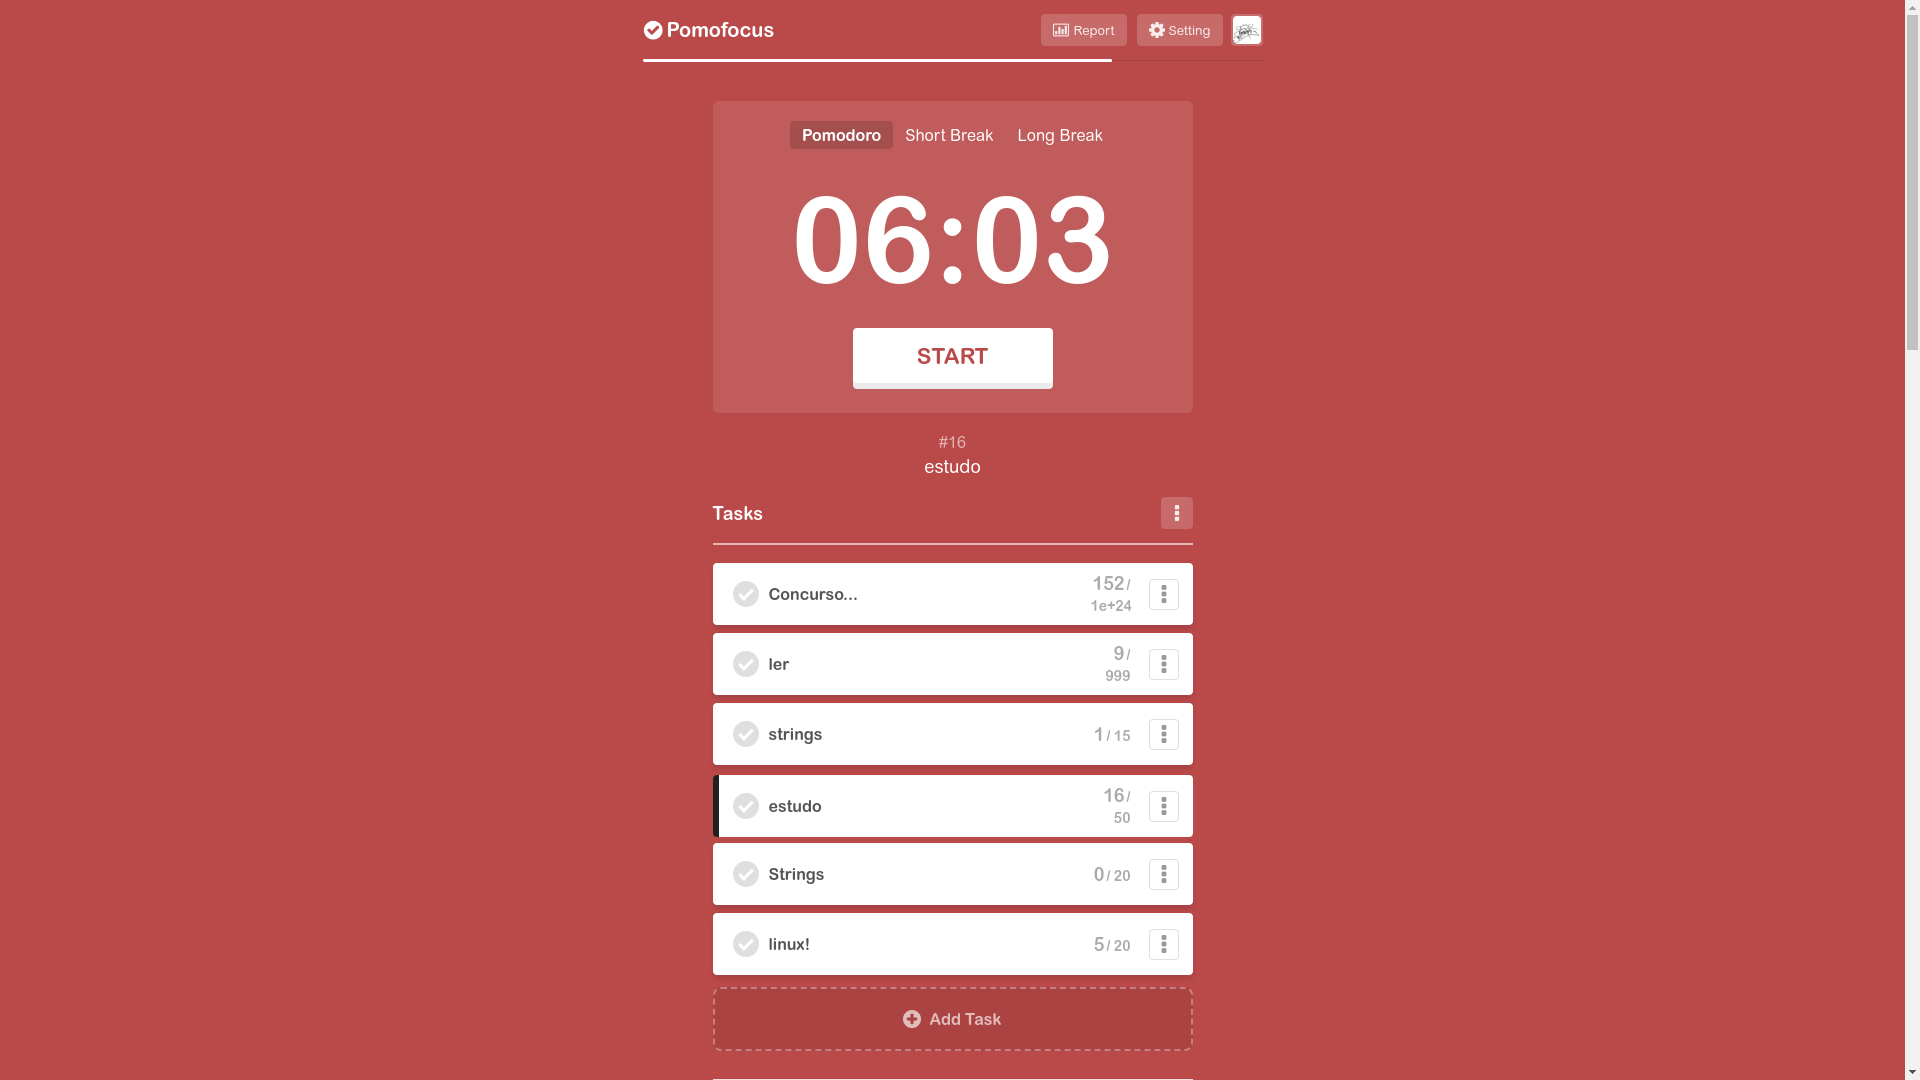 Pomofocus
Report
Setting
Pomodoro
Short Break
Long Break
06:03
START
#16
estudo
Tasks
Concurso...
152/
1e+24
ler
9/
999
strings
1/ 15
estudo
16/
50
Strings
0/ 20
linux!
5/ 20
Add Task